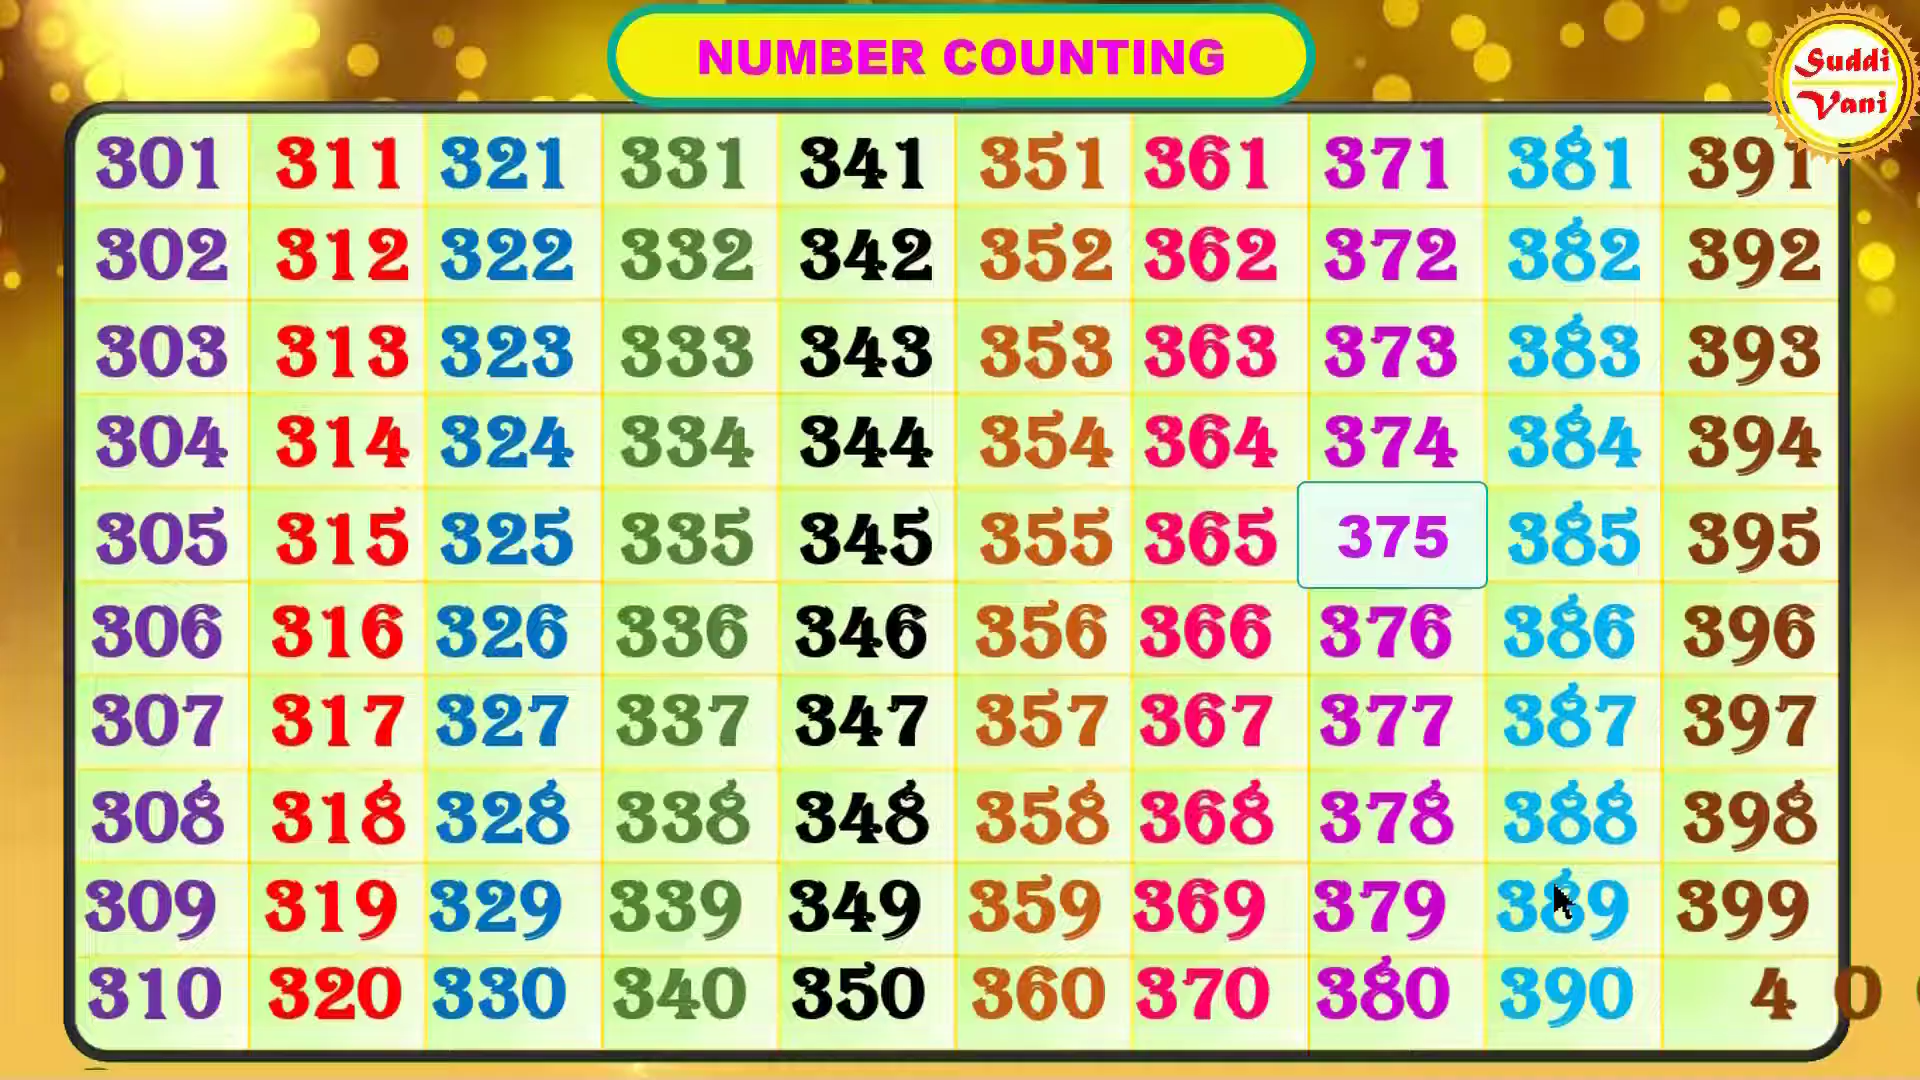 NUMBER COUNTING
Suddi
Vani
301 311 321 331 341 351 361 371 381 391
302 312 322 332 342 352 362 372 382 392
303 313 323 333 343 353 363 373 383 393
304 314 324 334 344 354 364 374 384 394
305 315 325 335 345 355 365 375 385 395
306 316 326 336 346 356 366 376 386 396
307 317 327 337 347 357 367 377 387 397
308 318 328 338 348 358 368 378 388 398
309 319 329 339 349 359 369 379 389 399
310 320 330 340 350 360 370 380 390 4 0